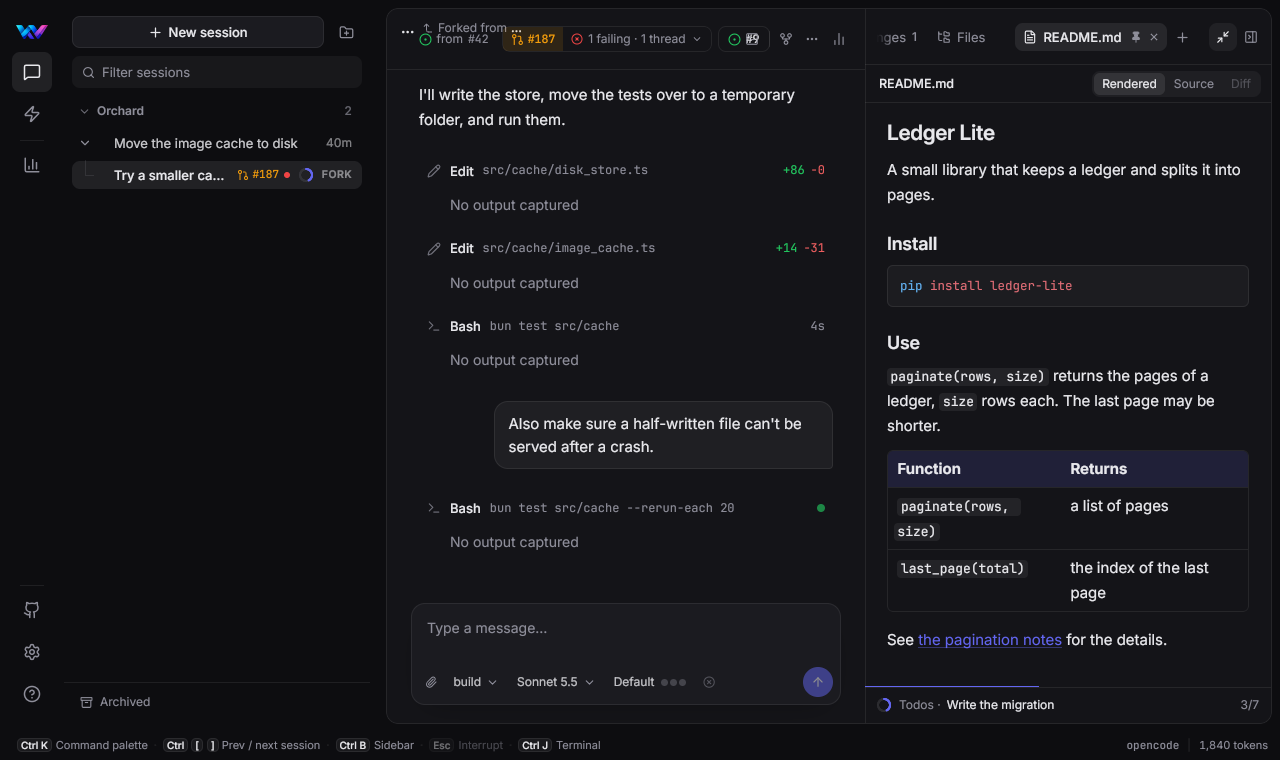 New session
Filter sessions
Orchard 2
Move the image cache to disk 40m
Try a smaller ca... #187 FORK
Archived
Forked from ...
from #42
#187
1 failing · 1 thread
I'll write the store, move the tests over to a temporary
folder, and run them.
Edit src/cache/disk_store.ts +86 -0
No output captured
Edit src/cache/image_cache.ts +14 -31
No output captured
Bash bun test src/cache 4s
No output captured
Also make sure a half-written file can't be
served after a crash.
Bash bun test src/cache --rerun-each 20
No output captured
Type a message...
build Sonnet 5.5 Default
nges 1 Files README.md
README.md Rendered Source Diff
Ledger Lite
A small library that keeps a ledger and splits it into
pages.
Install
pip install ledger-lite
Use
paginate(rows, size) returns the pages of a
ledger, size rows each. The last page may be
shorter.
Function Returns
paginate(rows, a list of pages
size)
last_page(total) the index of the last
page
See the pagination notes for the details.
Todos · Write the migration 3/7
Ctrl K Command palette · Ctrl [ ] Prev / next session · Ctrl B Sidebar · Esc Interrupt · Ctrl J Terminal
opencode 1,840 tokens